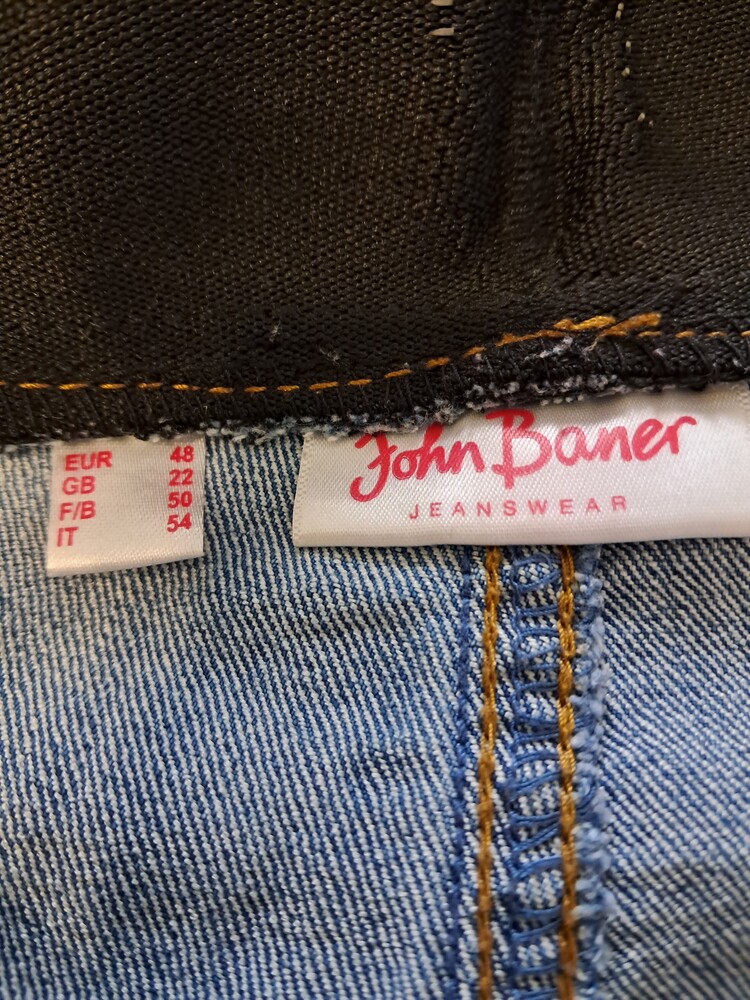 EUR 48
GB 22
F/B 50
IT 54
John Baner
JEANSWEAR